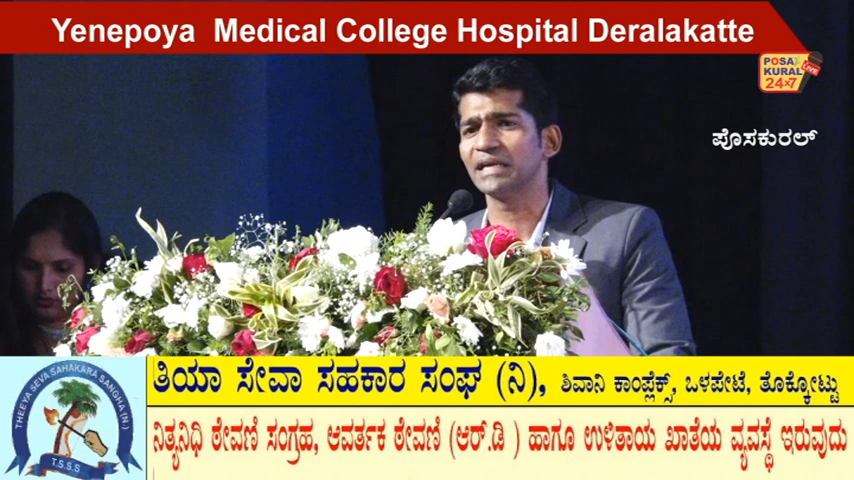 Yenepoya Medical College Hospital Deralakatte
POSA
KURAL
24x7
LIVE
ಪೊಸಕುರಲ್
THEEYA SEVA SAHAKARA SANGHA (N)
T.S.S.S
ತಿಯಾ ಸೇವಾ ಸಹಕಾರ ಸಂಘ (ನಿ), ಶಿವಾನಿ ಕಾಂಪ್ಲೆಕ್ಸ್, ಒಳಪೇಟೆ, ತೊಕ್ಕೋಟ್ಟು
ನಿತ್ಯನಿಧಿ ಠೇವಣಿ ಸಂಗ್ರಹ, ಆವರ್ತಕ ಠೇವಣಿ (ಆರ್.ಡಿ ) ಹಾಗೂ ಉಳಿತಾಯ ಖಾತೆಯ ವ್ಯವಸ್ಥೆ ಇರುವುದು